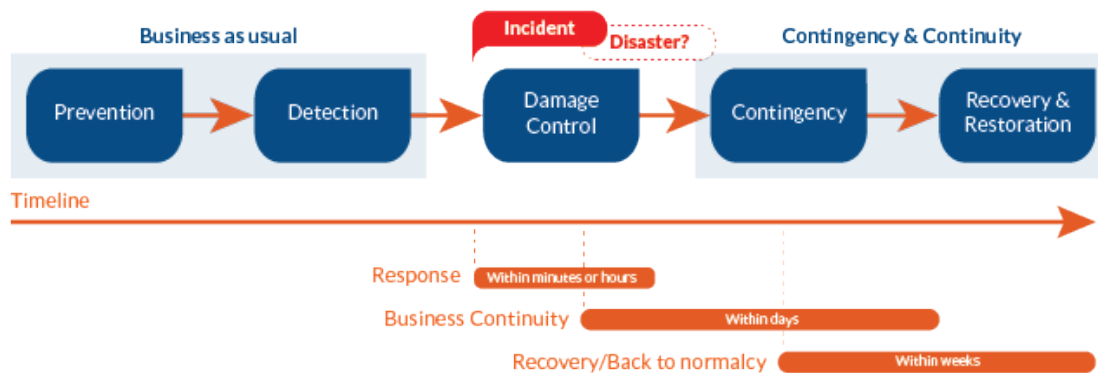 Business as usual
Incident
Disaster?
Contingency & Continuity
Prevention
Detection
Damage
Control
Contingency
Recovery &
Restoration
Timeline
Response
Within minutes or hours
Business Continuity
Within days
Recovery/Back to normalcy
Within weeks